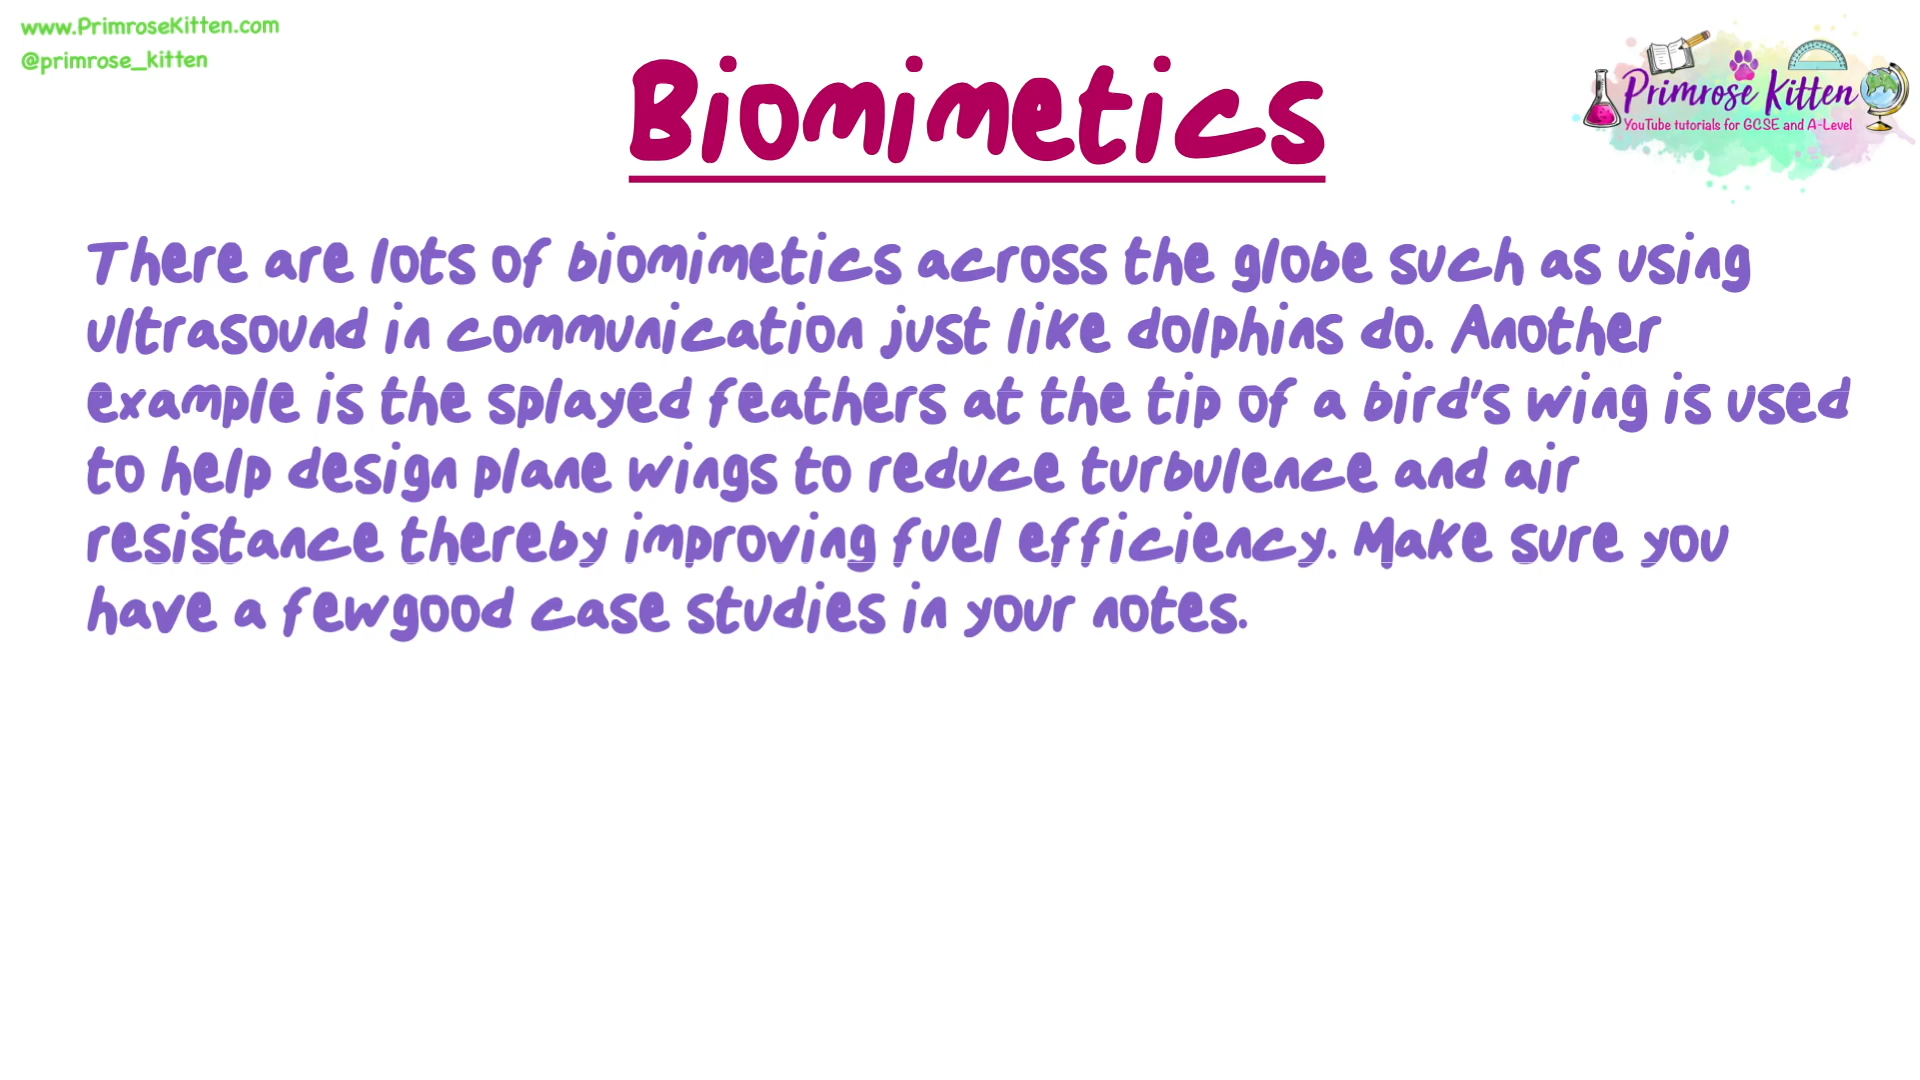 www.PrimroseKitten.com
@primrose_kitten
Biomimetics
Primrose Kitten
YouTube tutorials for GCSE and A-Level
There are lots of biomimetics across the globe such as using
ultrasound in communication just like dolphins do. Another
example is the splayed feathers at the tip of a bird's wing is used
to help design plane wings to reduce turbulence and air
resistance thereby improving fuel efficiency. Make sure you
have a fewgood case studies in your notes.